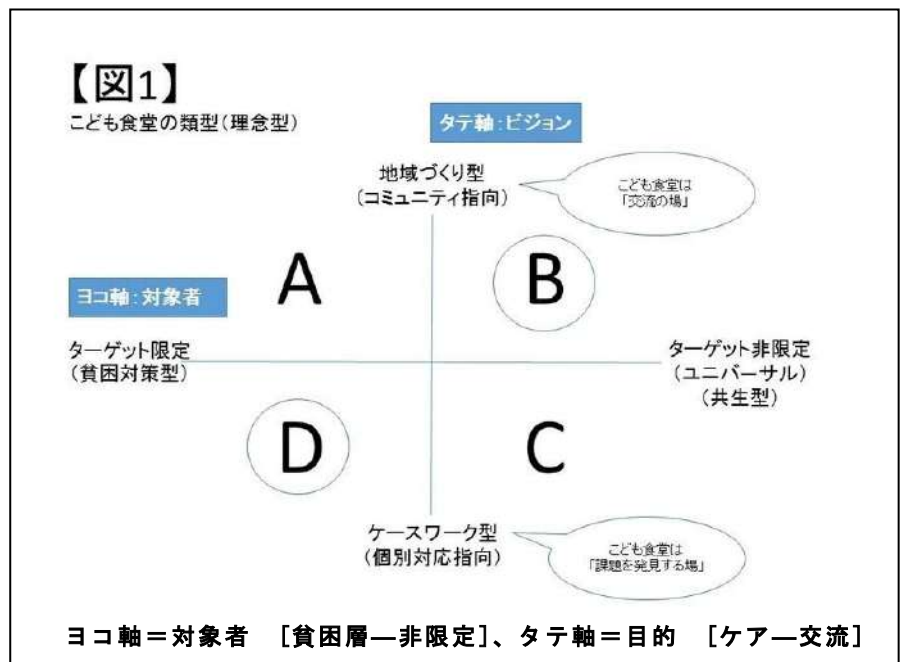 【図1】
こども食堂の類型(理念型)
タテ軸:ビジョン
地域づくり型
(コミュニティ指向)
こども食堂は
「交流の場」
A
B
ヨコ軸:対象者
ターゲット限定
(貧困対策型)
ターゲット非限定
(ユニバーサル)
(共生型)
D
C
ケースワーク型
(個別対応指向)
こども食堂は
「課題を発見する場」
ヨコ軸=対象者 [貧困層―非限定]、タテ軸=目的 [ケア―交流]